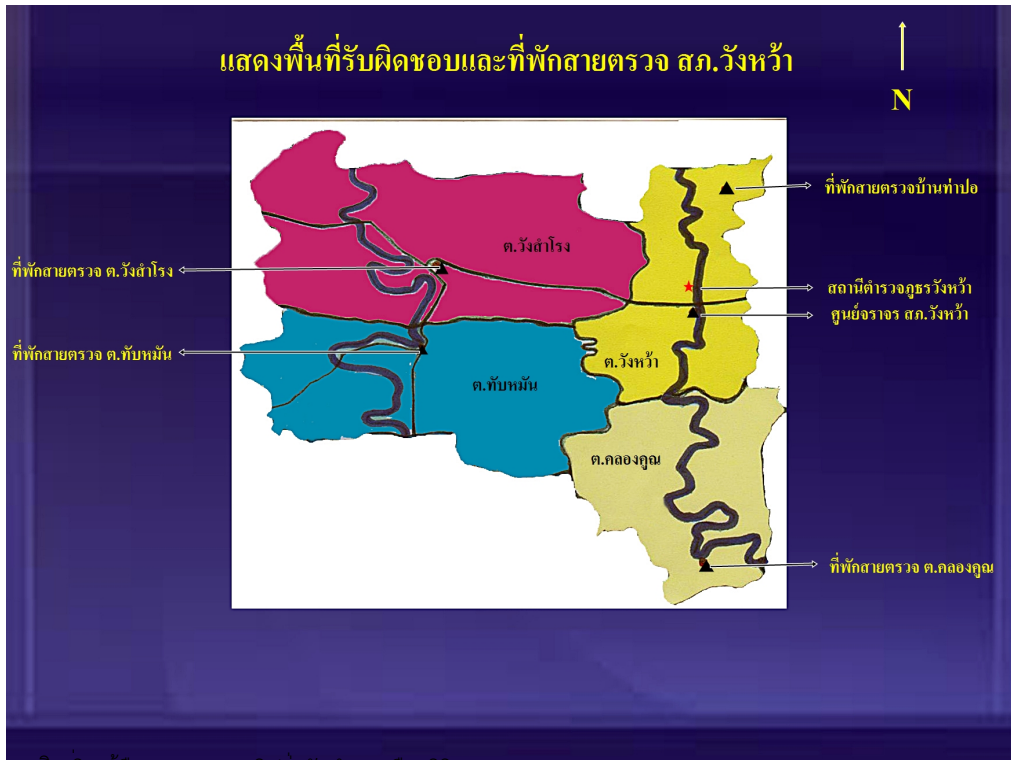 แสดงพื้นที่รับผิดชอบและที่พักสายตรวจ สภ.วังหว้า
N
ที่พักสายตรวจบ้านท่าปอ
ต.วังสำโรง
ที่พักสายตรวจ ต.วังสำโรง
สถานีตำรวจภูธรวังหว้า
ศูนย์จราจร สภ.วังหว้า
ที่พักสายตรวจ ต.ทับหมัน
ต.วังหว้า
ต.ทับหมัน
ต.คลองคูณ
ที่พักสายตรวจ ต.คลองคูณ